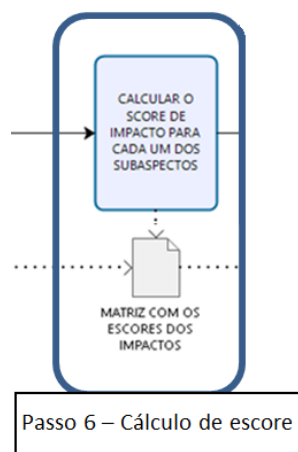 CALCULAR O
SCORE DE
IMPACTO PARA
CADA UM DOS
SUBASPECTOS
MATRIZ COM OS
ESCORES DOS
IMPACTOS
Passo 6 – Cálculo de escore